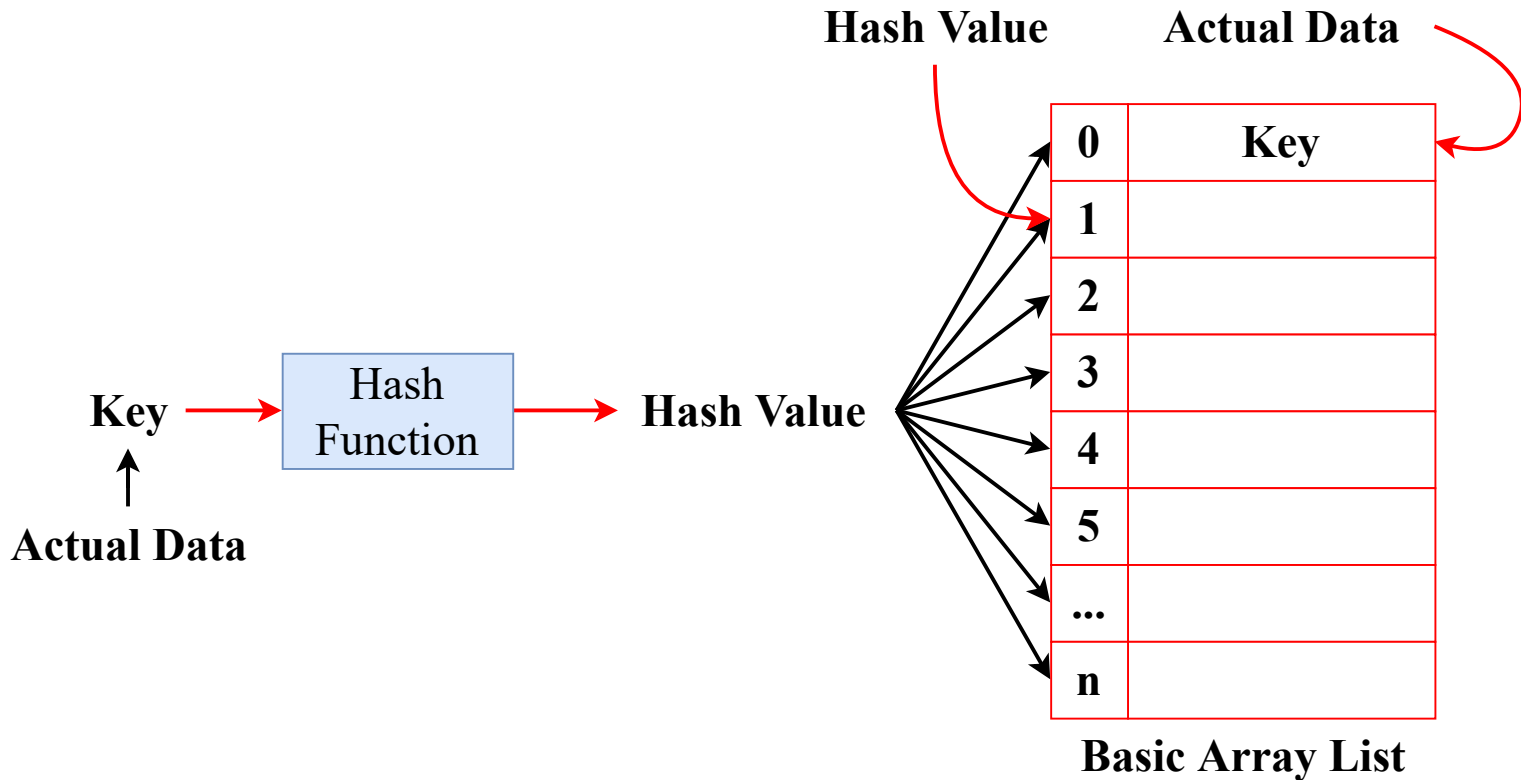 Hash Value
Actual Data
0
Key
1
2
3
4
5
...
n
Key
Hash
Function
Hash Value
Actual Data
Basic Array List